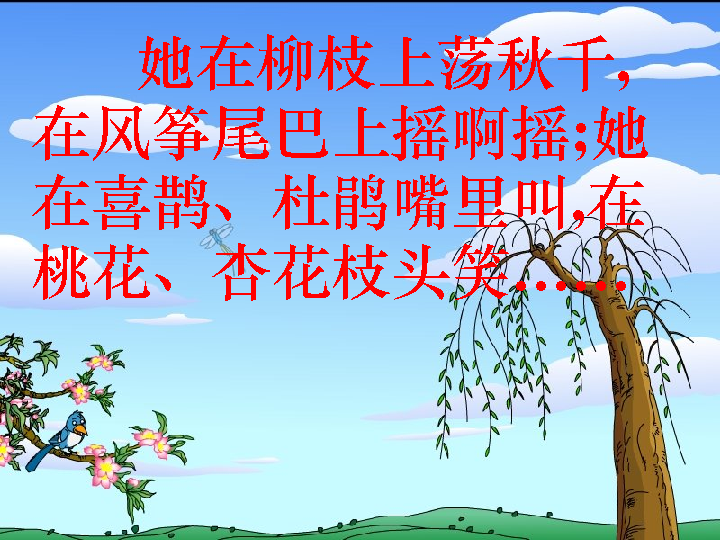 她在柳枝上荡秋千,
在风筝尾巴上摇啊摇;她
在喜鹊、杜鹃嘴里叫,在
桃花、杏花枝头笑……